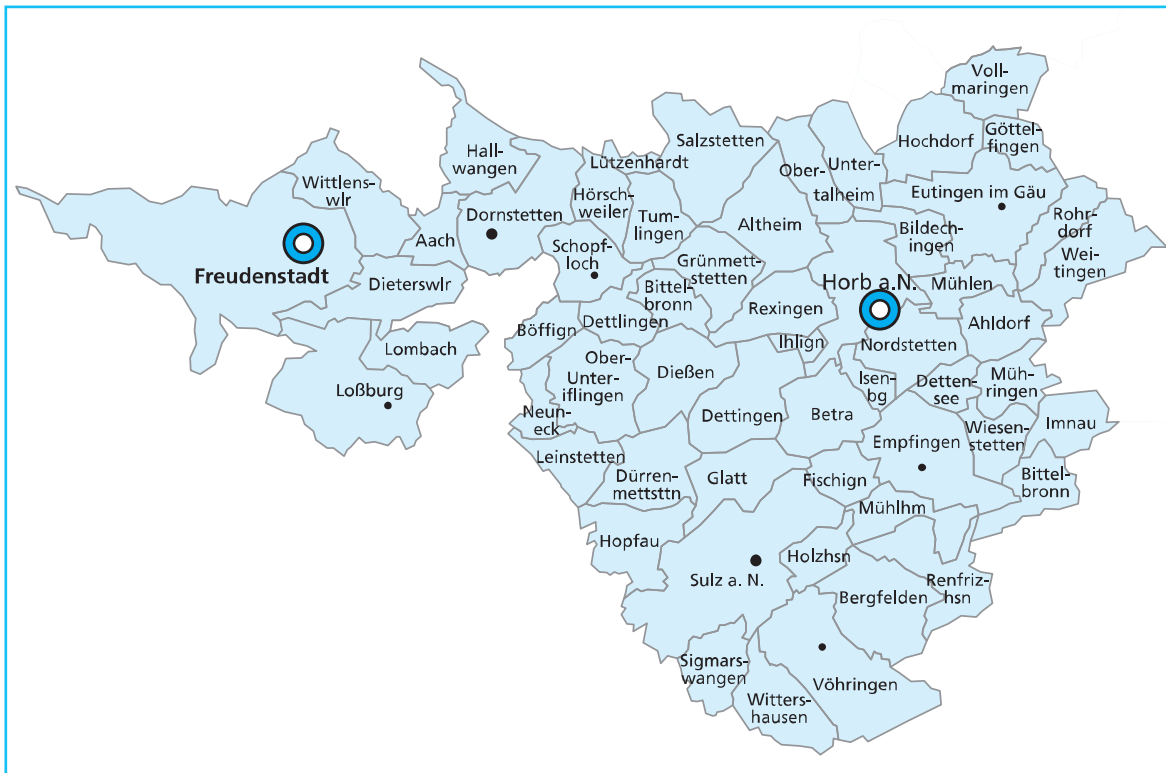 Voll-
maringen
Hochdorf
Göttel-
fingen
Salzstetten
Hall-
wangen
Lützenhardt
Ober-
Unter-
talheim
Wittlens-
wlr
Eutingen im Gäu
Hörsch-
weiler
Dornstetten
Tum-
lingen
Altheim
Bildech-
ingen
Rohr-
dorf
Aach
Schopf-
loch
Wei-
tingen
Freudenstadt
Dieterswlr
Grünmett-
stetten
Bittel-
bronn
Horb a.N.
Mühlen
Rexingen
Böffign
Dettlingen
Ahldorf
Lombach
Ihlign
Nordstetten
Ober-
Unter-
iflingen
Dießen
Isen-
bg
Detten-
see
Müh-
ringen
Loßburg
Neun-
eck
Dettingen
Betra
Wiesen-
stetten
Imnau
Empfingen
Leinstetten
Dürren-
mettsttn
Glatt
Fischign
Bittel-
bronn
Mühlhm
Hopfau
Holzhsn
Sulz a. N.
Renfriz-
hsn
Bergfelden
Sigmars-
wangen
Vöhringen
Witters-
hausen